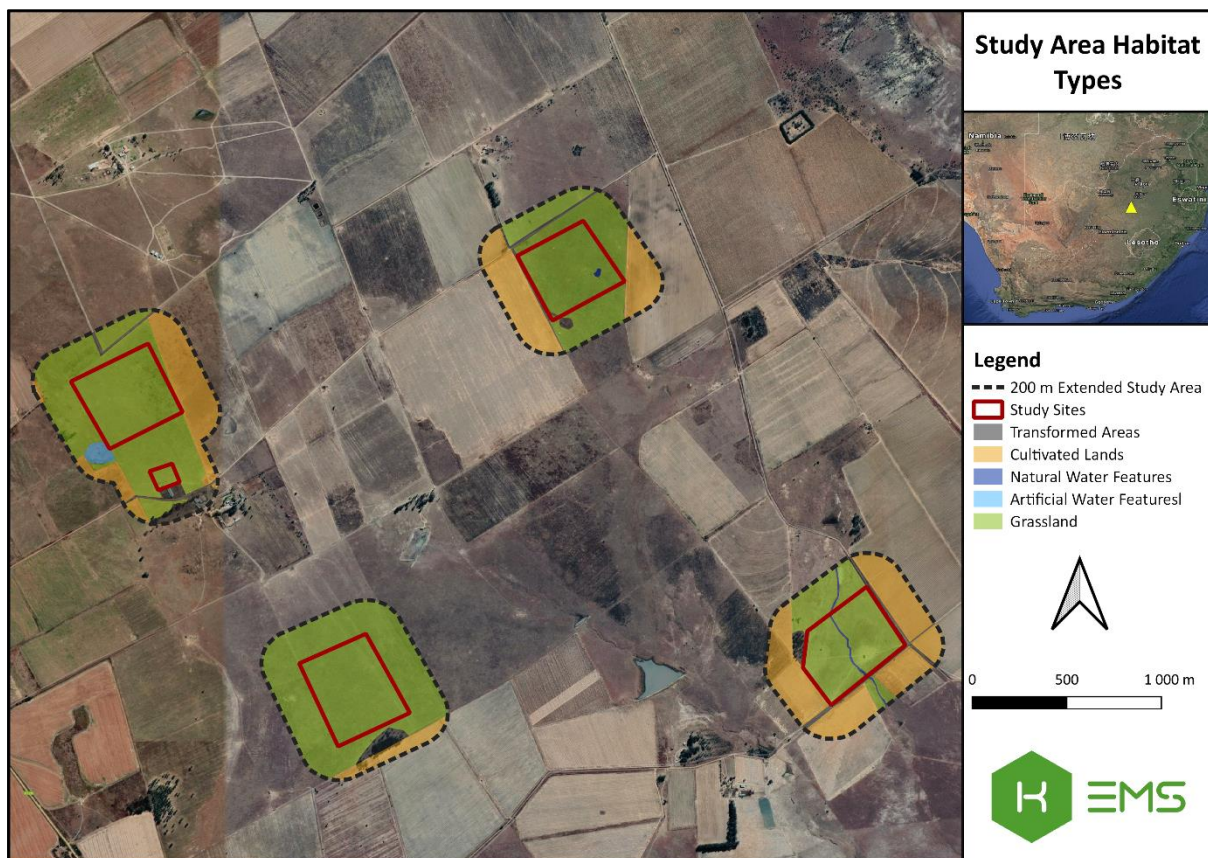 Study Area Habitat
Types
Namibia
Eswatini
Lesotho
Legend
200 m Extended Study Area
Study Sites
Transformed Areas
Cultivated Lands
Natural Water Features
Artificial Water Featuresl
Grassland
0 500 1 000 m
K EMS